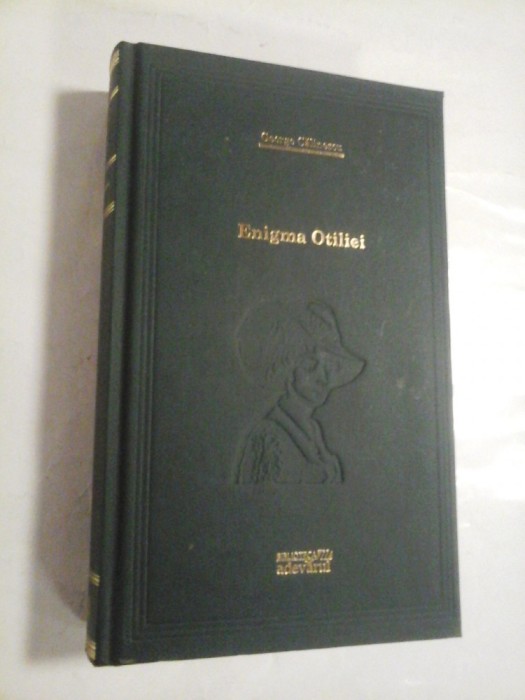 George Călinescu
Enigma Otiliei
BIBLIOTECA
adevărul